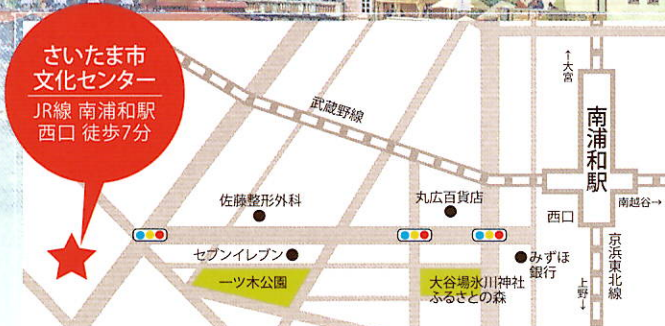 さいたま市
文化センター
JR線 南浦和駅
西口 徒歩7分
武蔵野線
↑大宮
南浦和駅
南越谷→
西口
京浜東北線
上野↓
佐藤整形外科
丸広百貨店
セブンイレブン
みずほ
銀行
一ツ木公園
大谷場氷川神社
ふるさとの森